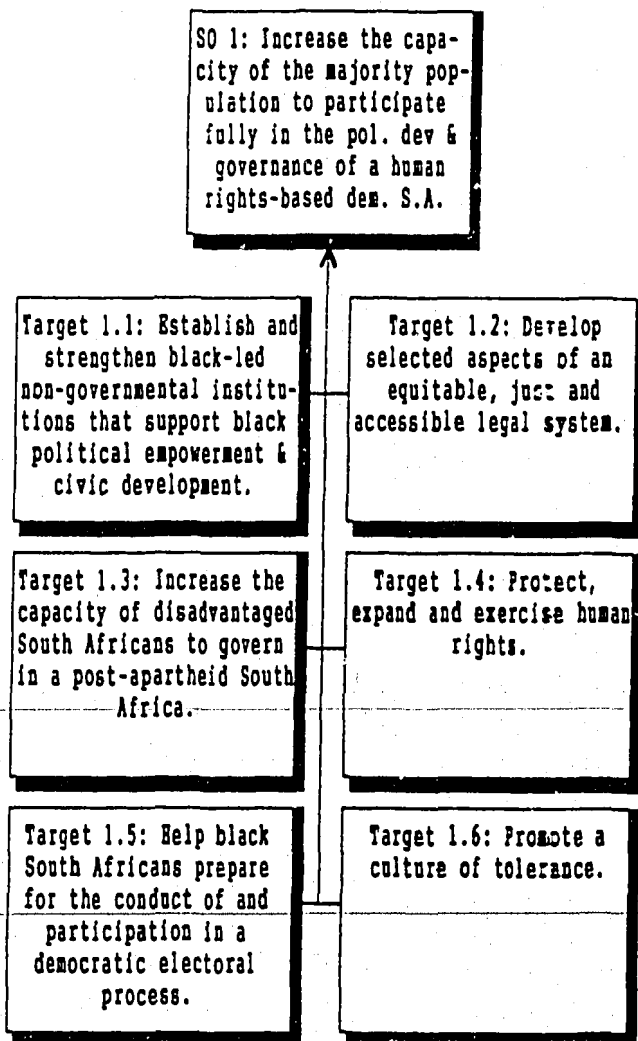 SO 1: Increase the capa-
city of the majority pop-
ulation to participate
fully in the pol. dev &
governance of a human
rights-based dem. S.A.
Target 1.1: Establish and
strengthen black-led
non-governmental institu-
tions that support black
political empowerment &
civic development.
Target 1.2: Develop
selected aspects of an
equitable, just and
accessible legal system.
Target 1.3: Increase the
capacity of disadvantaged
South Africans to govern
in a post-apartheid South
Africa.
Target 1.4: Protect,
expand and exercise human
rights.
Target 1.5: Help black
South Africans prepare
for the conduct of and
participation in a
democratic electoral
process.
Target 1.6: Promote a
culture of tolerance.